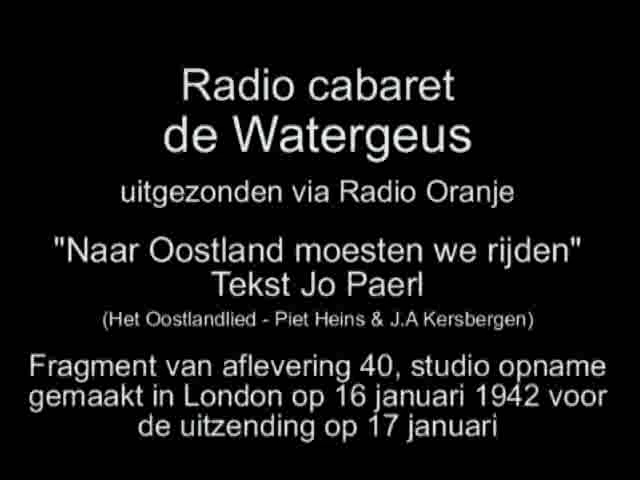 Radio cabaret
de Watergeus
uitgezonden via Radio Oranje
"Naar Oostland moesten we rijden"
Tekst Jo Paerl
(Het Oostlandlied - Piet Heins & J.A Kersbergen)
Fragment van aflevering 40, studio opname
gemaakt in London op 16 januari 1942 voor
de uitzending op 17 januari